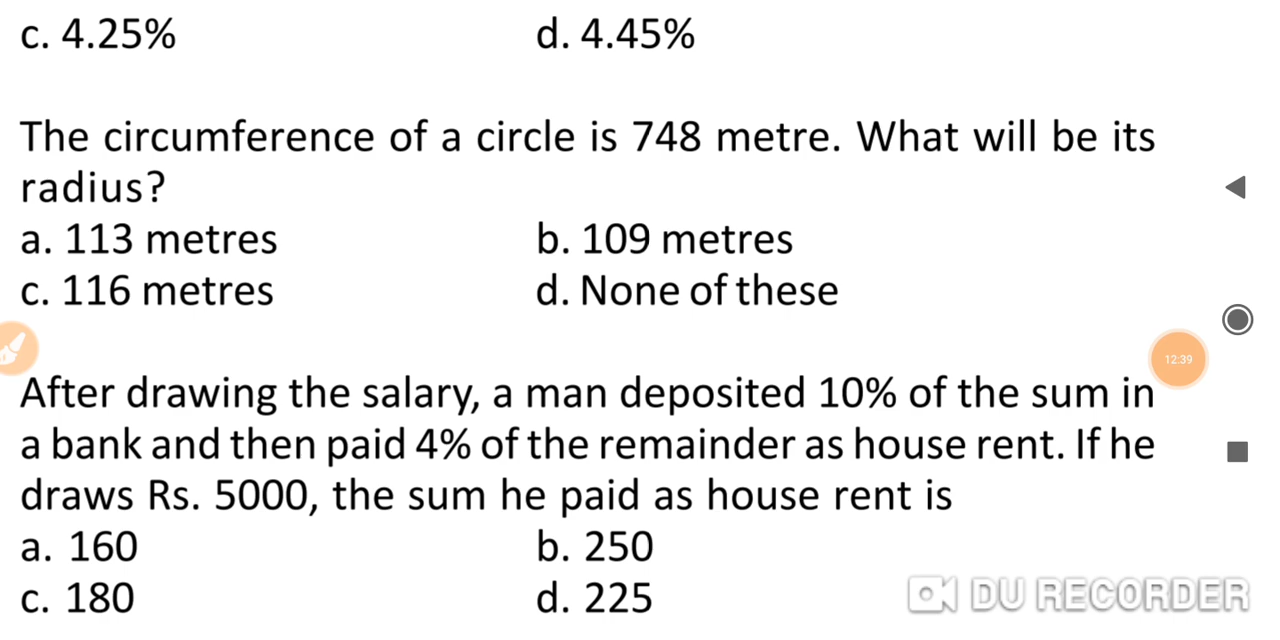 c. 4.25% d. 4.45%
The circumference of a circle is 748 metre. What will be its
radius?
a. 113 metres b. 109 metres
c. 116 metres d. None of these
After drawing the salary, a man deposited 10% of the sum in
12:39
a bank and then paid 4% of the remainder as house rent. If he
draws Rs. 5000, the sum he paid as house rent is
a. 160 b. 250
c. 180 d. 225
DU RECORDER